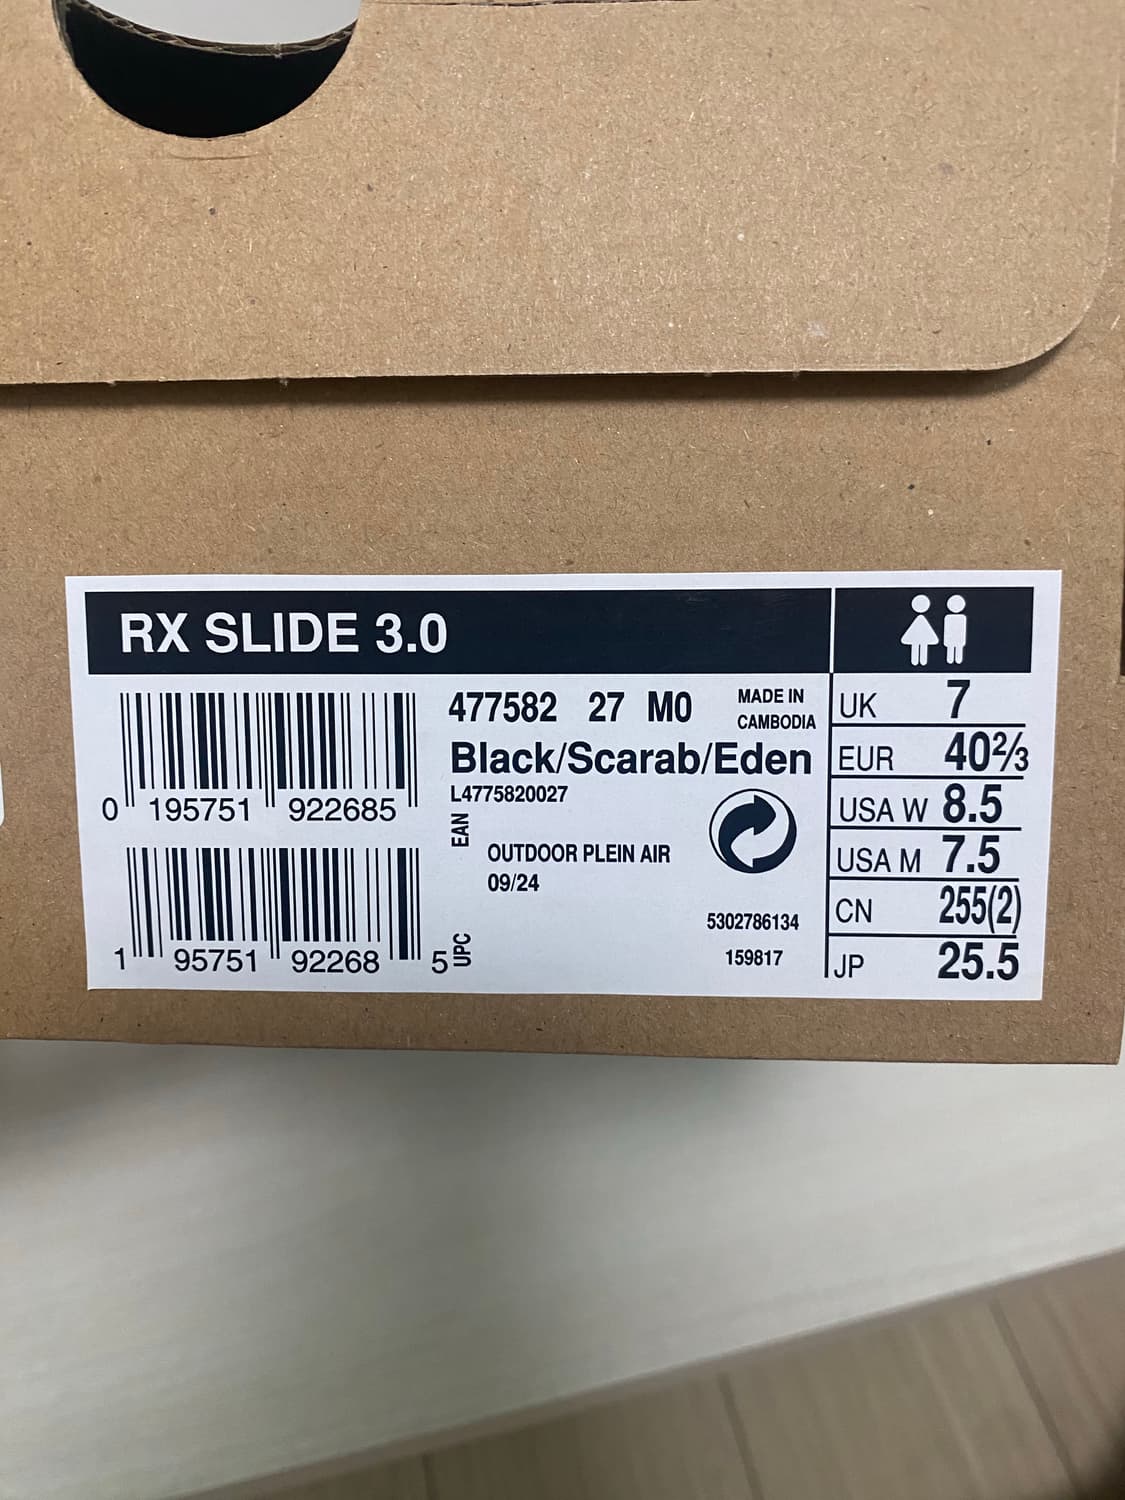 RX SLIDE 3.0
477582 27 M0
MADE IN
CAMBODIA
Black/Scarab/Eden
L4775820027
0 195751 922685
EAN
OUTDOOR PLEIN AIR
09/24
5302786134
159817
1 95751 92268 5
UPC
UK 7
EUR 40⅔
USA W 8.5
USA M 7.5
CN 255(2)
JP 25.5